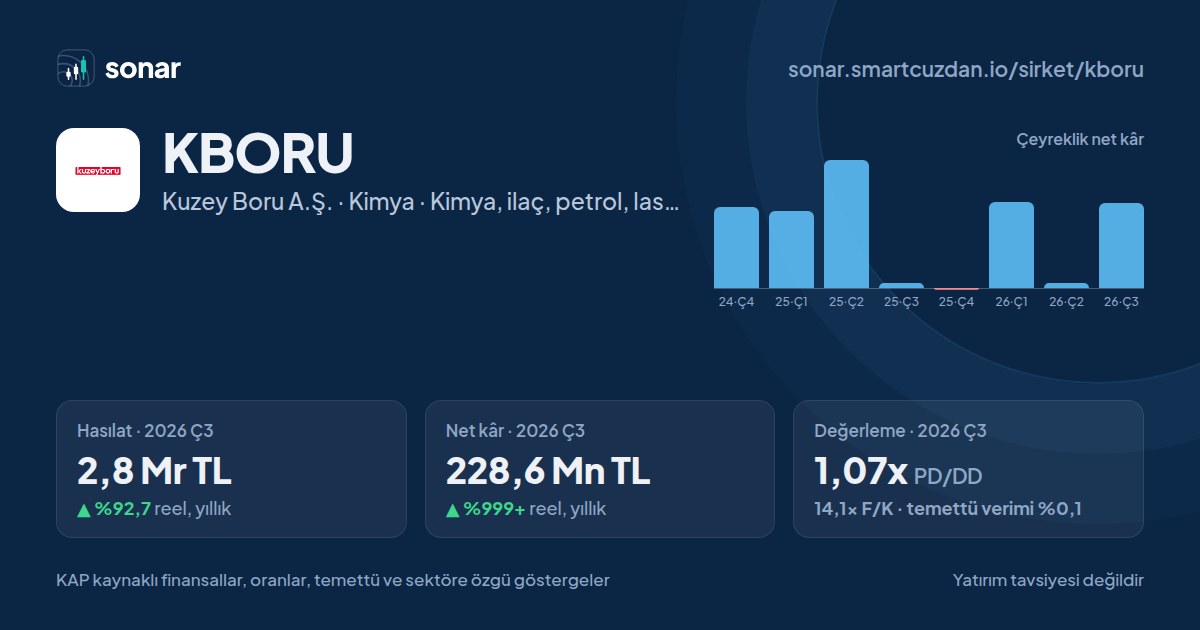 sonar
sonar.smartcuzdan.io/sirket/kboru
kuzeyboru
KBORU
Kuzey Boru A.Ş. · Kimya · Kimya, ilaç, petrol, las…
Çeyreklik net kâr
24·Ç4 25·Ç1 25·Ç2 25·Ç3 25·Ç4 26·Ç1 26·Ç2 26·Ç3
Hasılat · 2026 Ç3
2,8 Mr TL
▲ %92,7 reel, yıllık
Net kâr · 2026 Ç3
228,6 Mn TL
▲ %999+ reel, yıllık
Değerleme · 2026 Ç3
1,07x PD/DD
14,1× F/K · temettü verimi %0,1
KAP kaynaklı finansallar, oranlar, temettü ve sektöre özgü göstergeler
Yatırım tavsiyesi değildir